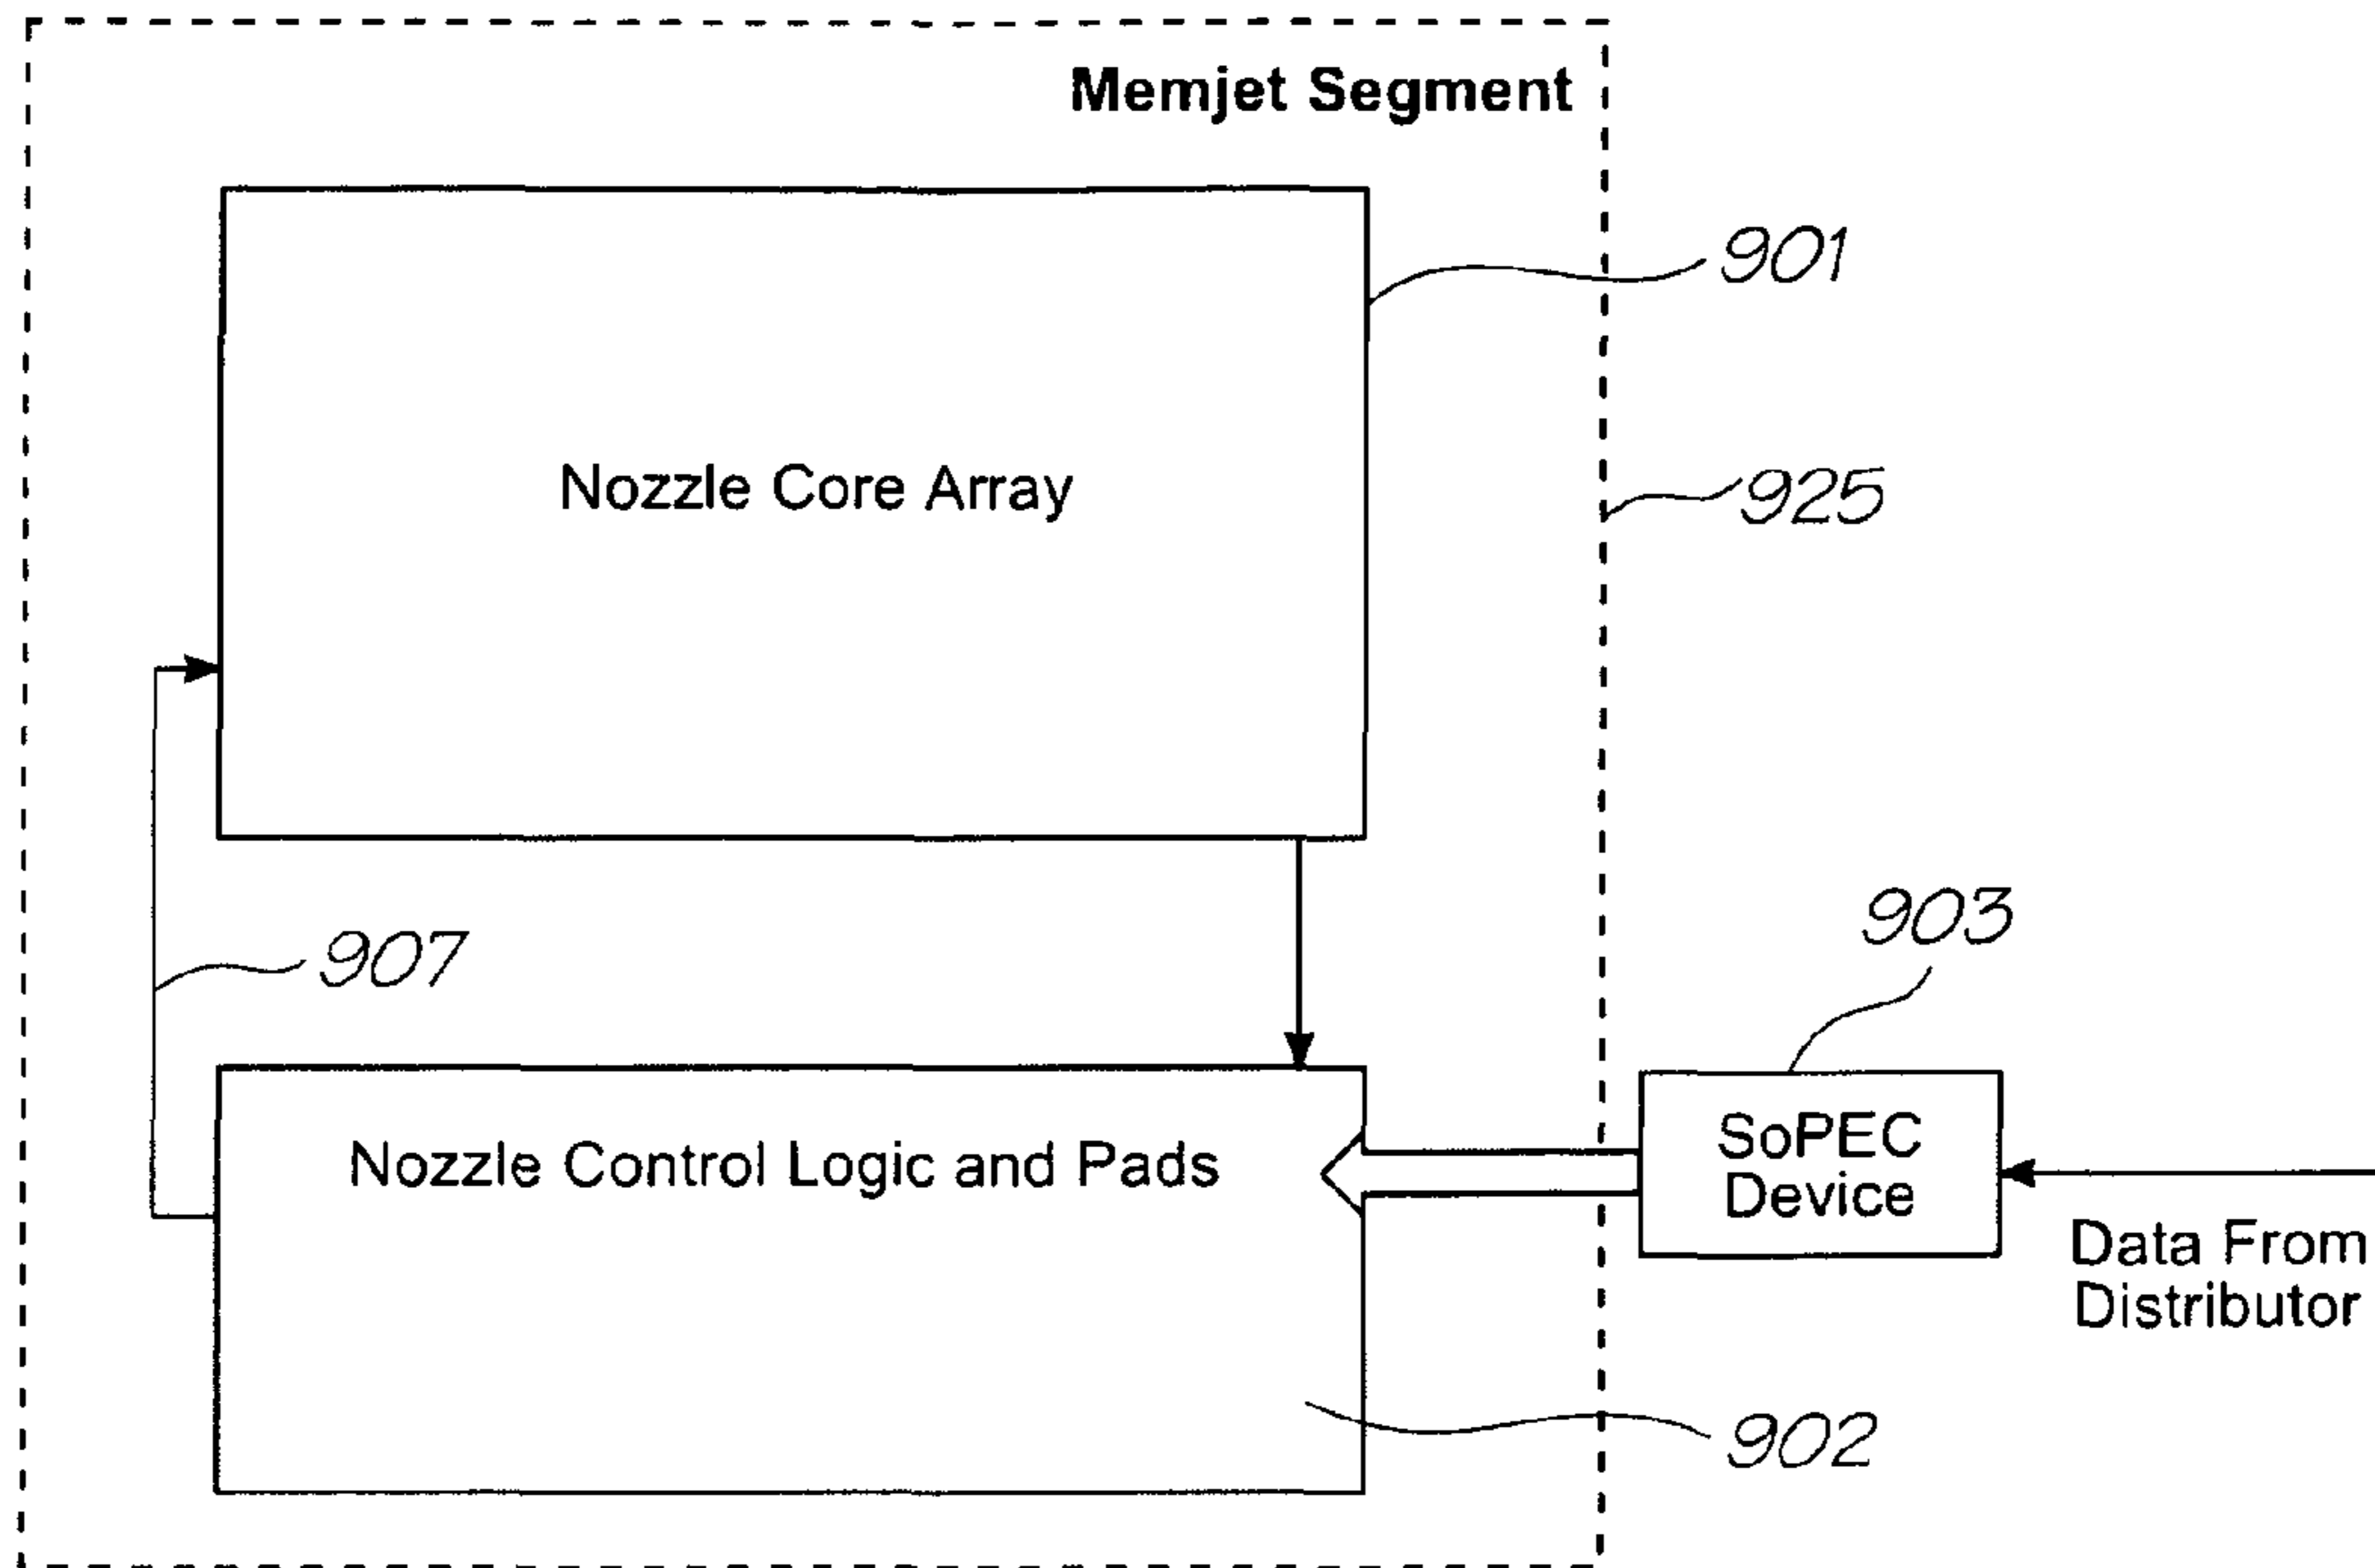 Memjet Segment
901
Nozzle Core Array
925
903
907
SoPEC
Device
Nozzle Control Logic and Pads
Data From
Distributor
902